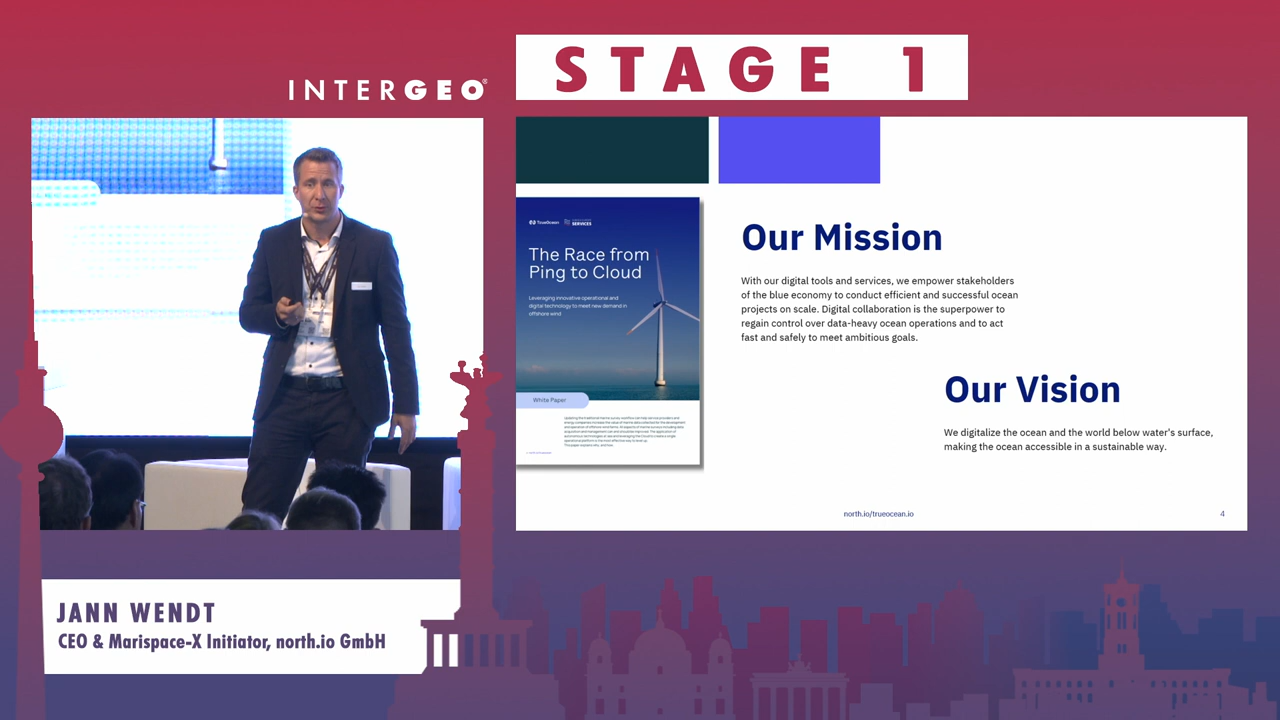 INTERGEO®
STAGE 1
TrueOcean
SERVICES
The Race from
Ping to Cloud
Leveraging innovative operational and
digital technology to meet new demand in
offshore wind
White Paper
Our Mission
With our digital tools and services, we empower stakeholders
of the blue economy to conduct efficient and successful ocean
projects on scale. Digital collaboration is the superpower to
regain control over data-heavy ocean operations and to act
fast and safely to meet ambitious goals.
Our Vision
We digitalize the ocean and the world below water's surface,
making the ocean accessible in a sustainable way.
north.io/trueocean.io
4
JANN WENDT
CEO & Marispace-X Initiator, north.io GmbH